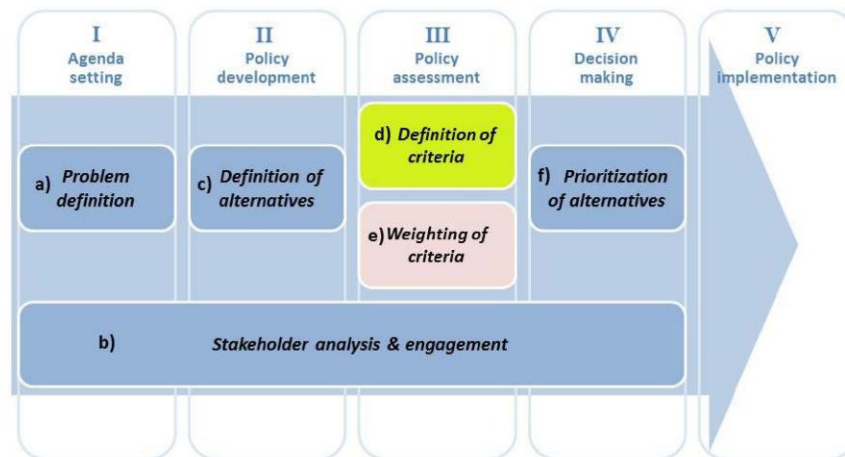 I
Agenda
setting
II
Policy
development
III
Policy
assessment
IV
Decision
making
V
Policy
implementation
a) Problem
definition
c) Definition of
alternatives
d) Definition of
criteria
e) Weighting of
criteria
f) Prioritization
of alternatives
b) Stakeholder analysis & engagement